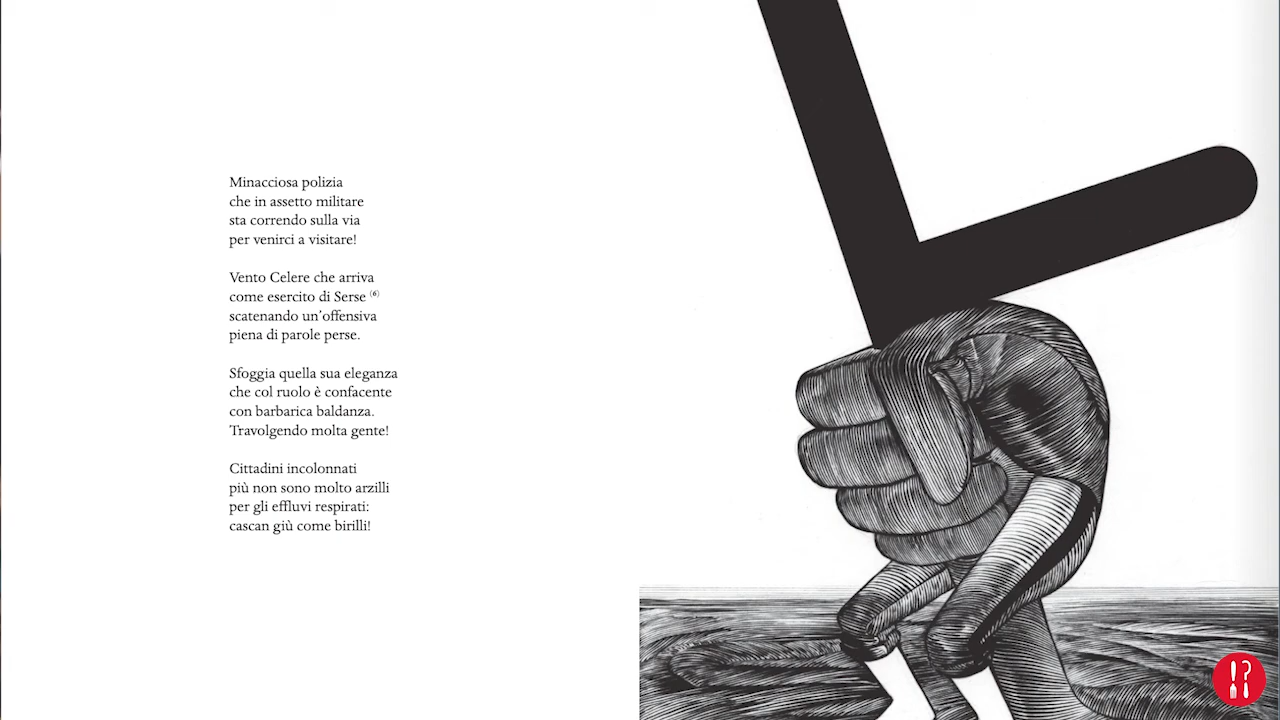 Minacciosa polizia
che in assetto militare
sta correndo sulla via
per venirci a visitare!
Vento Celere che arriva
come esercito di Serse (6)
scatenando un’offensiva
piena di parole perse.
Sfoggia quella sua eleganza
che col ruolo è confacente
con barbarica baldanza.
Travolgendo molta gente!
Cittadini incolonnati
più non sono molto arzilli
per gli effluvi respirati:
cascan giù come birilli!
!?